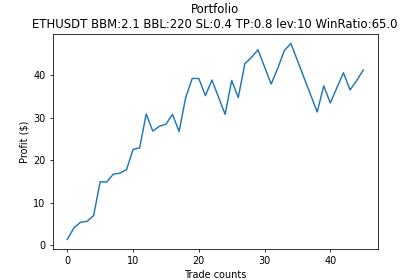 Portfolio
ETHUSDT BBM:2.1 BBL:220 SL:0.4 TP:0.8 lev:10 WinRatio:65.0
Profit ($)
40
30
20
10
0
0 10 20 30 40
Trade counts